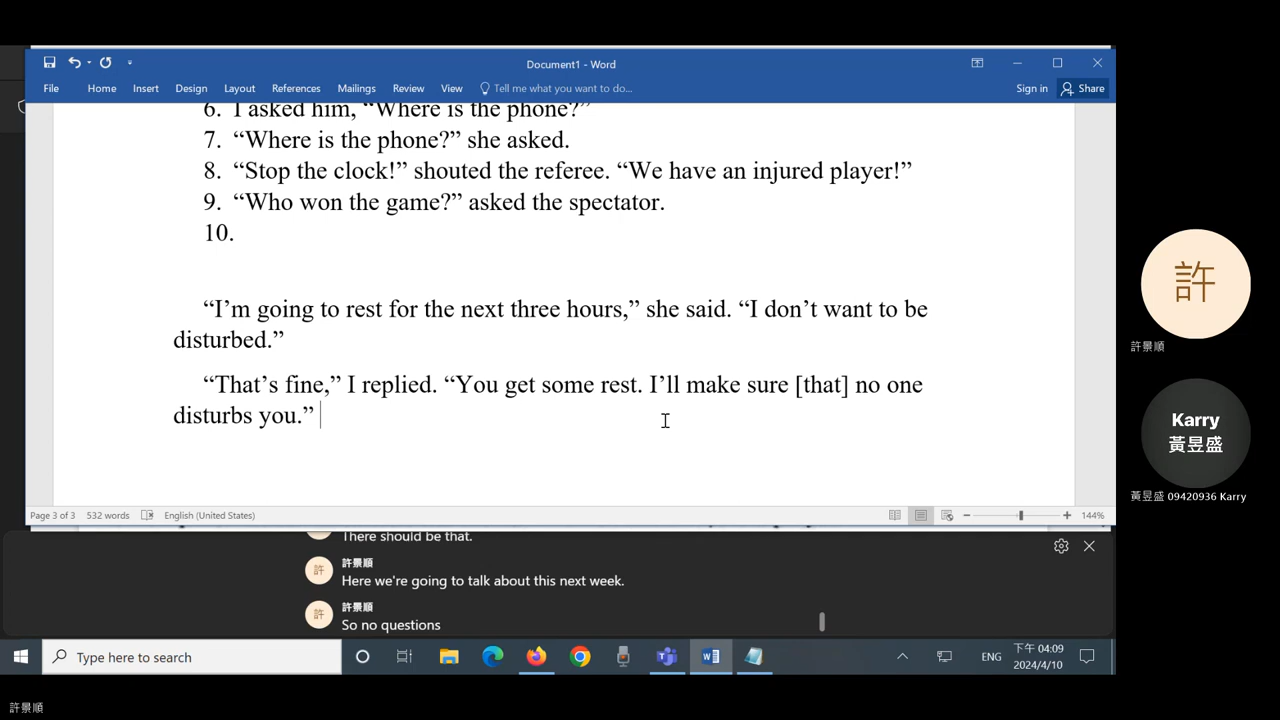 Document1 - Word
File Home Insert Design Layout References Mailings Review View Tell me what you want to do... Sign in Share
6. I asked him, “Where is the phone?”
7. “Where is the phone?” she asked.
8. “Stop the clock!” shouted the referee. “We have an injured player!”
9. “Who won the game?” asked the spectator.
10.
“I’m going to rest for the next three hours,” she said. “I don’t want to be
disturbed.”
“That’s fine,” I replied. “You get some rest. I’ll make sure [that] no one
disturbs you.”
Page 3 of 3 532 words English (United States) 144%
許
許景順
Karry
黃昱盛
黃昱盛 09420936 Karry
There should be that.
許景順
許 Here we're going to talk about this next week.
許景順
許 So no questions
Type here to search
ENG
下午 04:09
2024/4/10
許景順